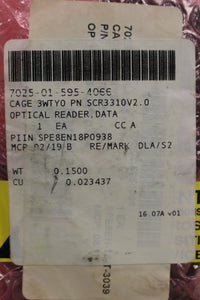 7025-01-595-4066
CAGE 3WTY0 PN SCR3310V2.0
OPTICAL READER,DATA
1 EA CC A
PIIN SPE8EN18P0938
MCP 02/19 B RE/MARK DLA/S2
WT 0.1500
CU 0.023437
16.07A v01